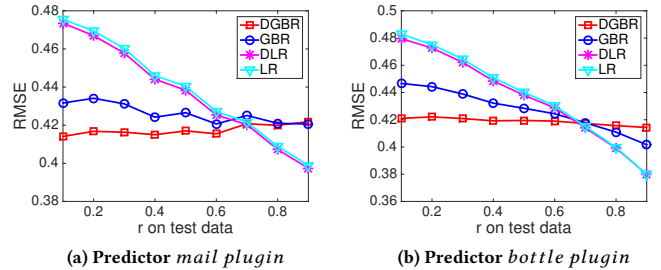 0.48
0.46
0.44
0.42
0.4
0.38
RMSE
0.2 0.4 0.6 0.8
r on test data
DGBR
GBR
DLR
LR
(a) Predictor mail plugin
0.5
0.48
0.46
0.44
0.42
0.4
0.38
0.36
RMSE
0.2 0.4 0.6 0.8
r on test data
DGBR
GBR
DLR
LR
(b) Predictor bottle plugin